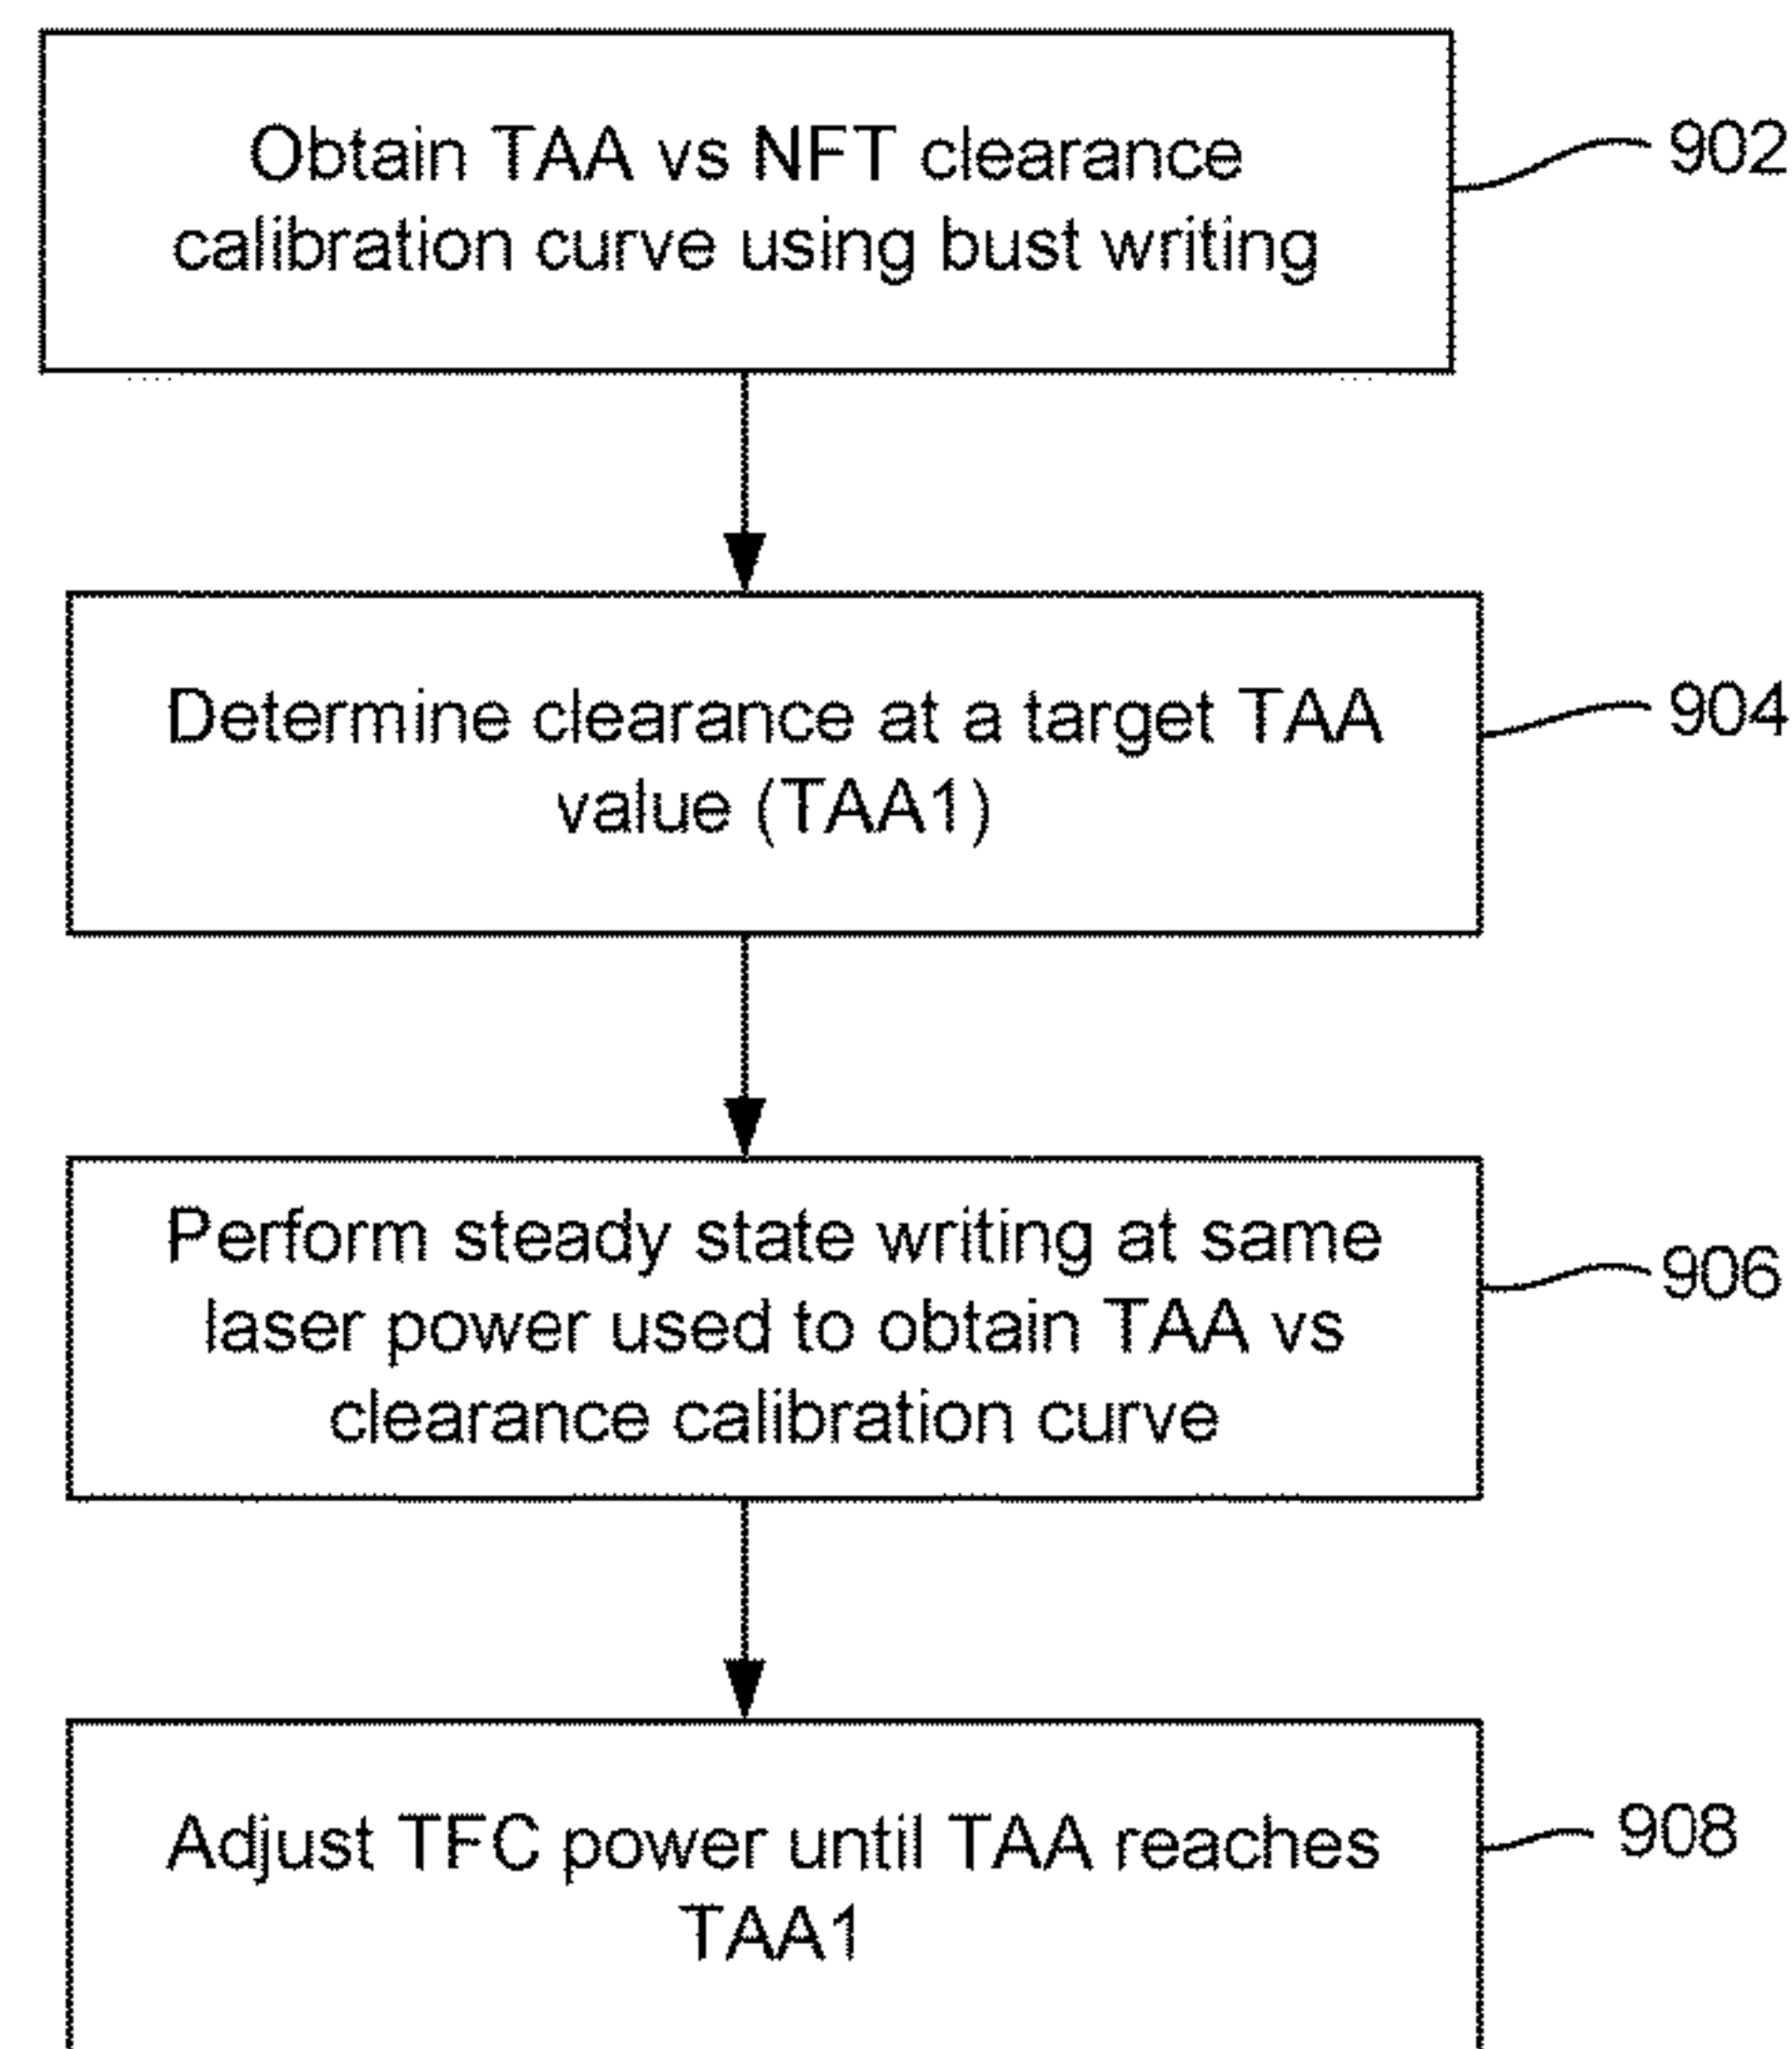 Obtain TAA vs NFT clearance
calibration curve using bust writing
902
Determine clearance at a target TAA
value (TAA1)
904
Perform steady state writing at same
laser power used to obtain TAA vs
clearance calibration curve
906
Adjust TFC power until TAA reaches
TAA1
908